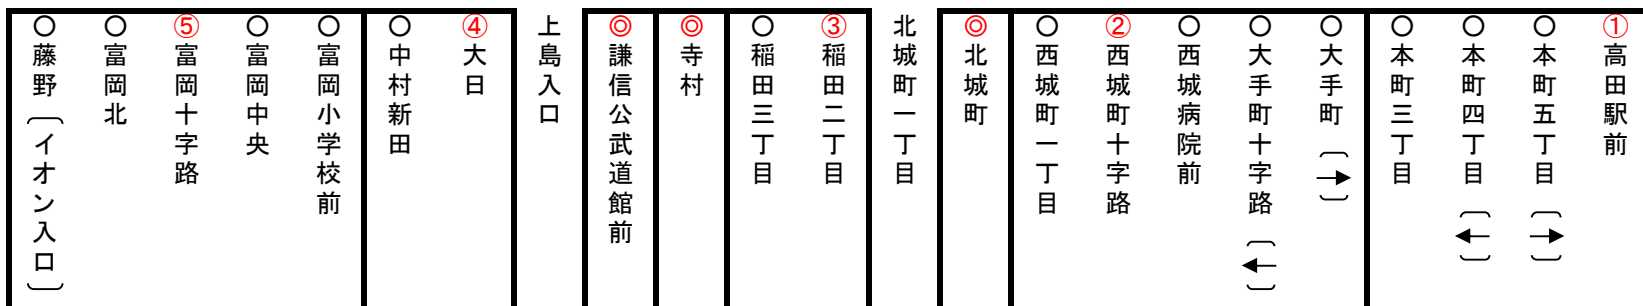 ①高田駅前
○本町五丁目〔→〕
○本町四丁目〔←〕
○本町三丁目
○大手町〔→〕
○大手町十字路〔←〕
○西城病院前
②西城町十字路
○西城町一丁目
◎北城町
北城町一丁目
③稲田二丁目
○稲田三丁目
◎寺村
◎謙信公武道館前
上島入口
④大日
○中村新田
○富岡小学校前
○富岡中央
⑤富岡十字路
○富岡北
○藤野〔イオン入口〕